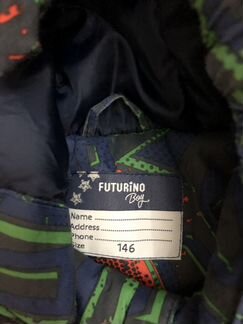 FUTURiNO
Boy
Name..................
Address..............
Phone.................
Size 146